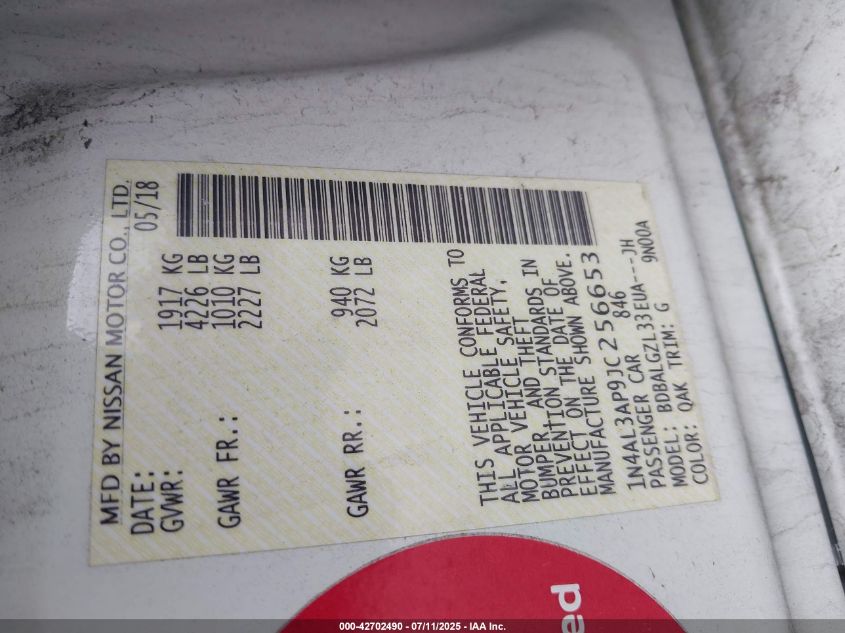 MFD BY NISSAN MOTOR CO., LTD.
DATE: 05/18
GVWR: 1917 KG
4226 LB
GAWR FR.: 1010 KG
2227 LB
GAWR RR.: 940 KG
2072 LB
THIS VEHICLE CONFORMS TO
ALL APPLICABLE FEDERAL
MOTOR VEHICLE SAFETY,
BUMPER, AND THEFT
PREVENTION STANDARDS IN
EFFECT ON THE DATE OF
MANUFACTURE SHOWN ABOVE.
1N4AL3AP9JC256653
PASSENGER CAR 846
MODEL: BDBALGZL33EUA---JH
COLOR: QAK TRIM: G 9N00A
ed
000-42702490 - 07/11/2025 - IAA Inc.